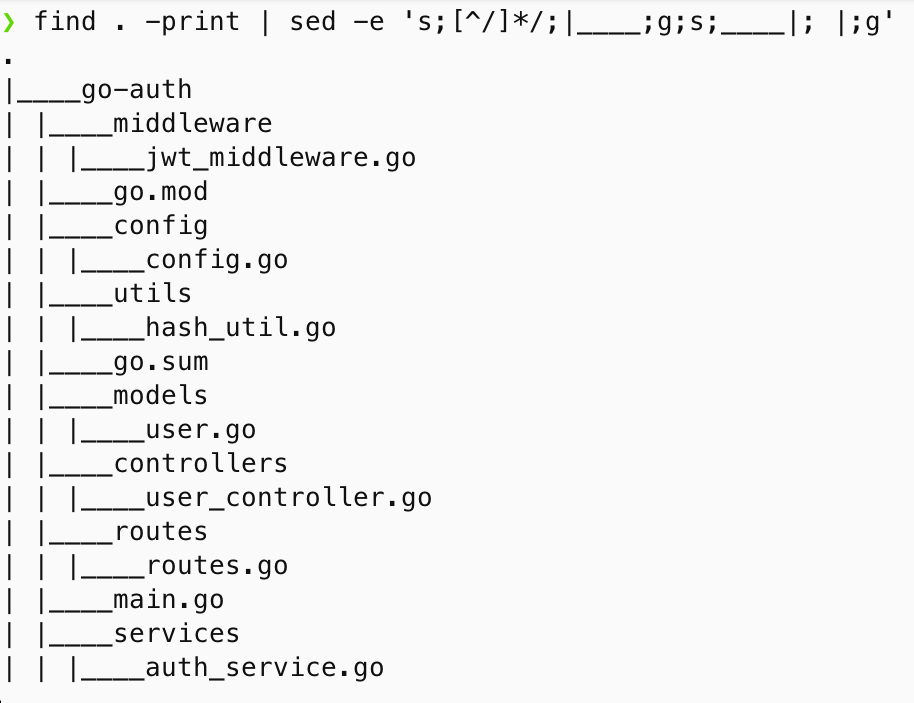 ❯ find . -print | sed -e 's;[^/]*/;|____;g;s;____|; |;g'
.
|____go-auth
| |____middleware
| | |____jwt_middleware.go
| |____go.mod
| |____config
| | |____config.go
| |____utils
| | |____hash_util.go
| |____go.sum
| |____models
| | |____user.go
| |____controllers
| | |____user_controller.go
| |____routes
| | |____routes.go
| |____main.go
| |____services
| | |____auth_service.go